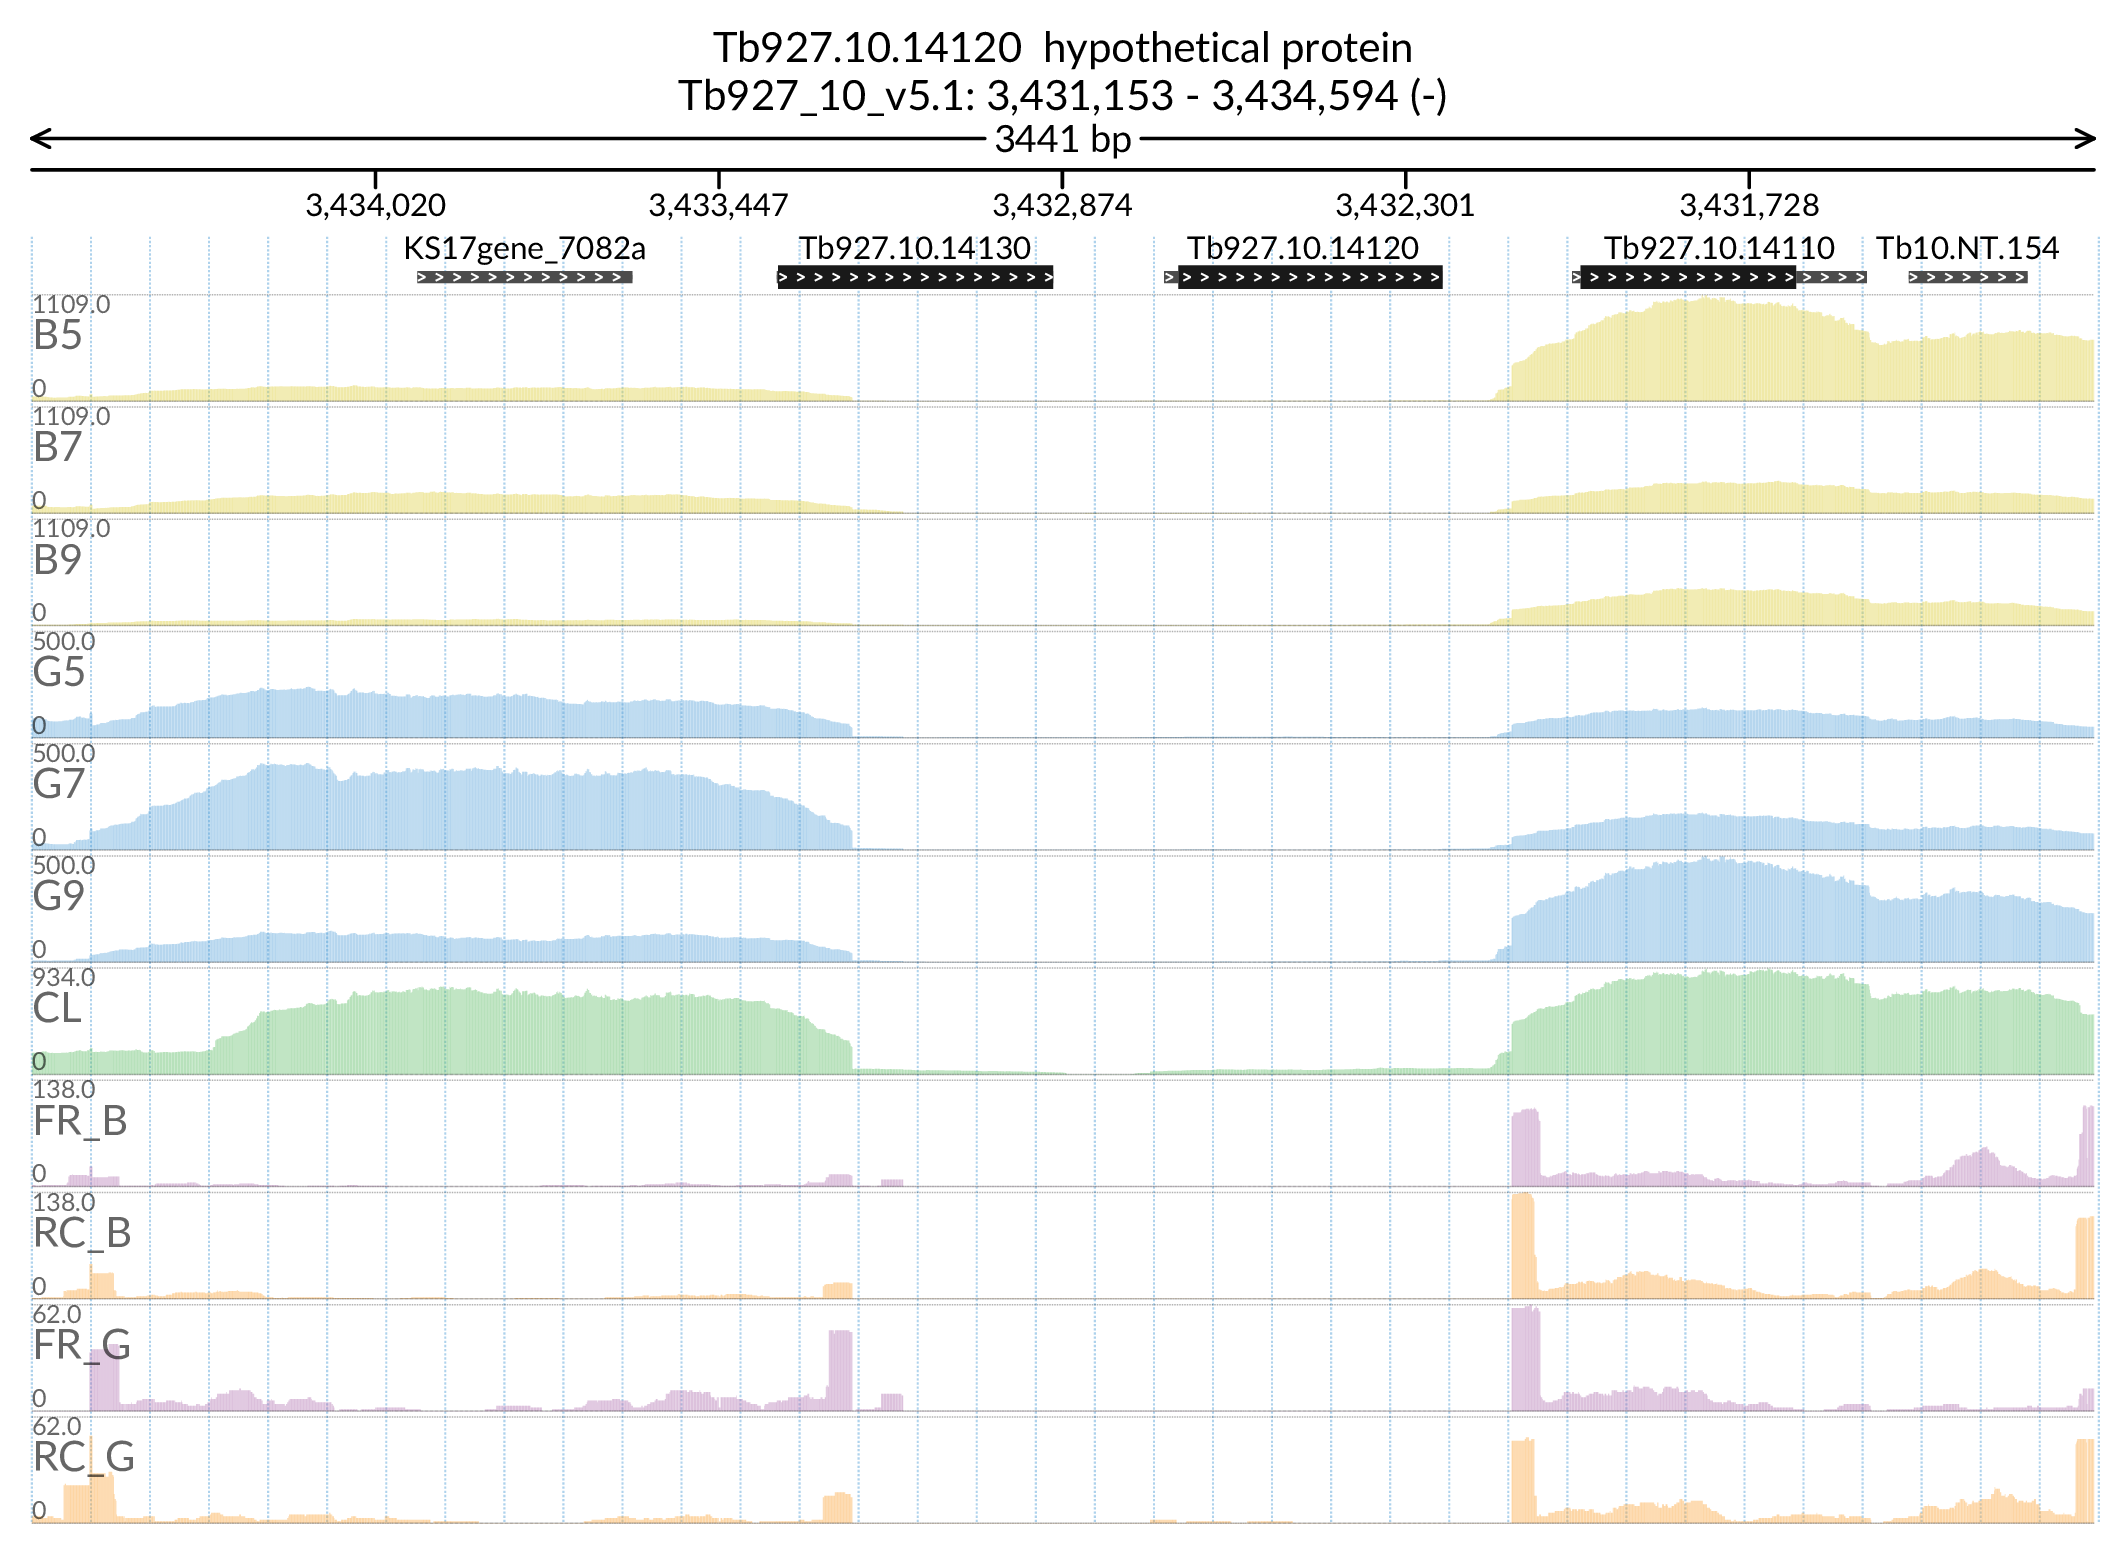 Tb927.10.14120  hypothetical protein
Tb927_10_v5.1: 3,431,153 - 3,434,594 (-)
3441 bp
3,434,020 3,433,447 3,432,874 3,432,301 3,431,728
KS17gene_7082a Tb927.10.14130 Tb927.10.14120 Tb927.10.14110 Tb10.NT.154
1109.0
B5
0
1109.0
B7
0
1109.0
B9
0
500.0
G5
0
500.0
G7
0
500.0
G9
0
934.0
CL
0
138.0
FR_B
0
138.0
RC_B
0
62.0
FR_G
0
62.0
RC_G
0